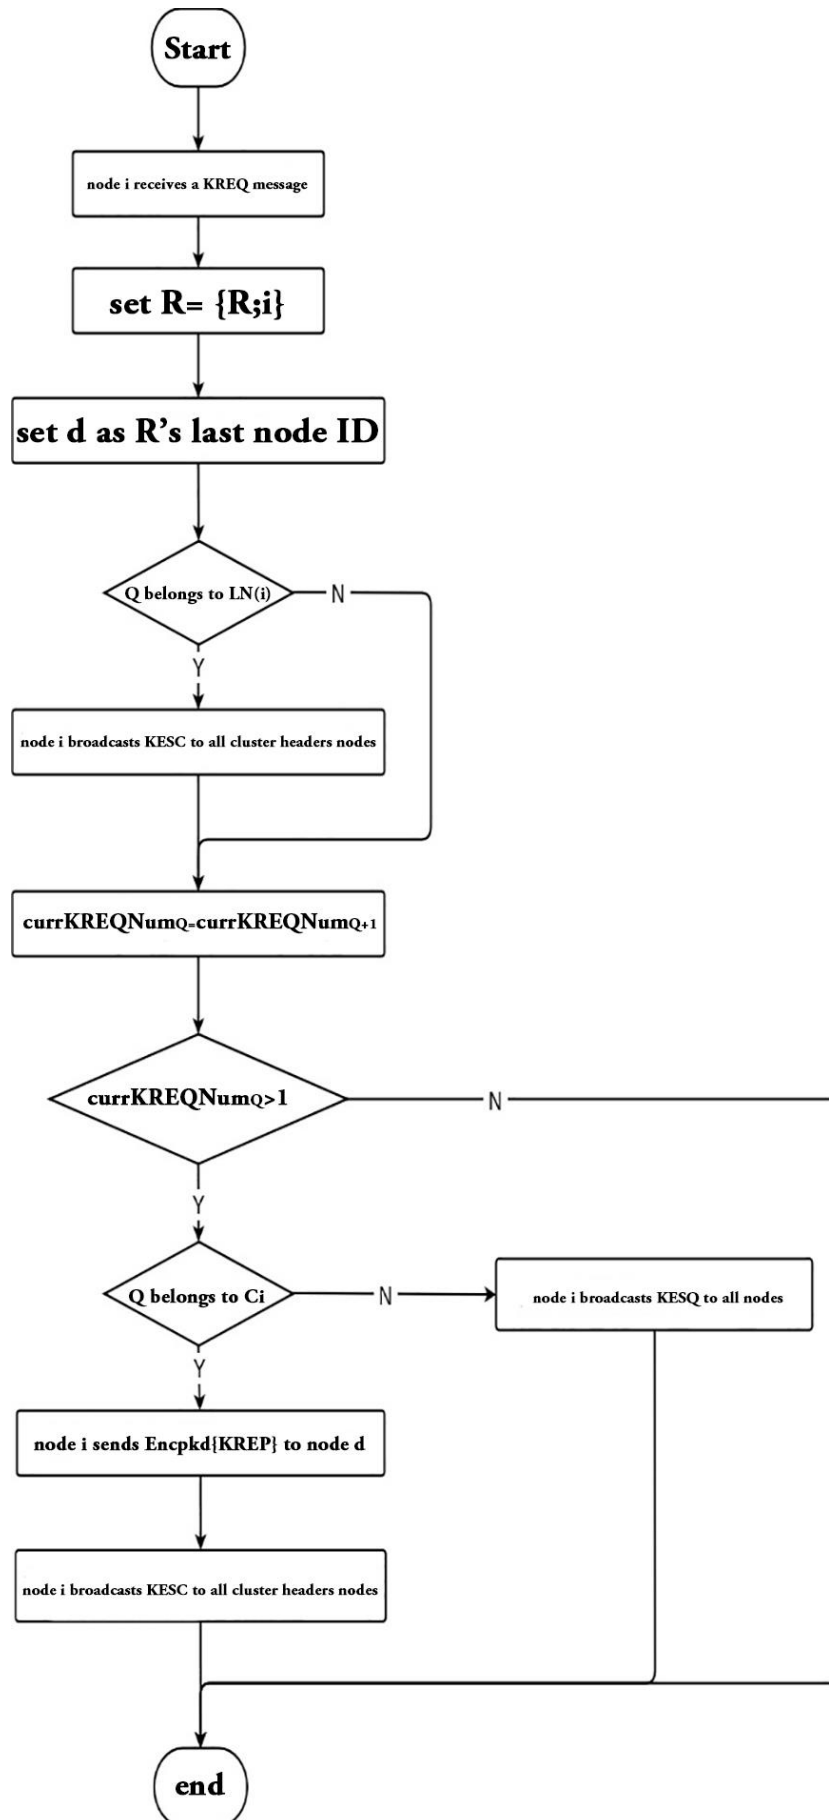 Start
node i receives a KREQ message
set R= {R;i}
set d as R’s last node ID
Q belongs to LN(i)
N
Y
node i broadcasts KESC to all cluster headers nodes
currKREQNumQ=currKREQNumQ+1
currKREQNumQ>1
N
Y
Q belongs to Ci
N
node i broadcasts KESQ to all nodes
Y
node i sends Encpkd{KREP} to node d
node i broadcasts KESC to all cluster headers nodes
end